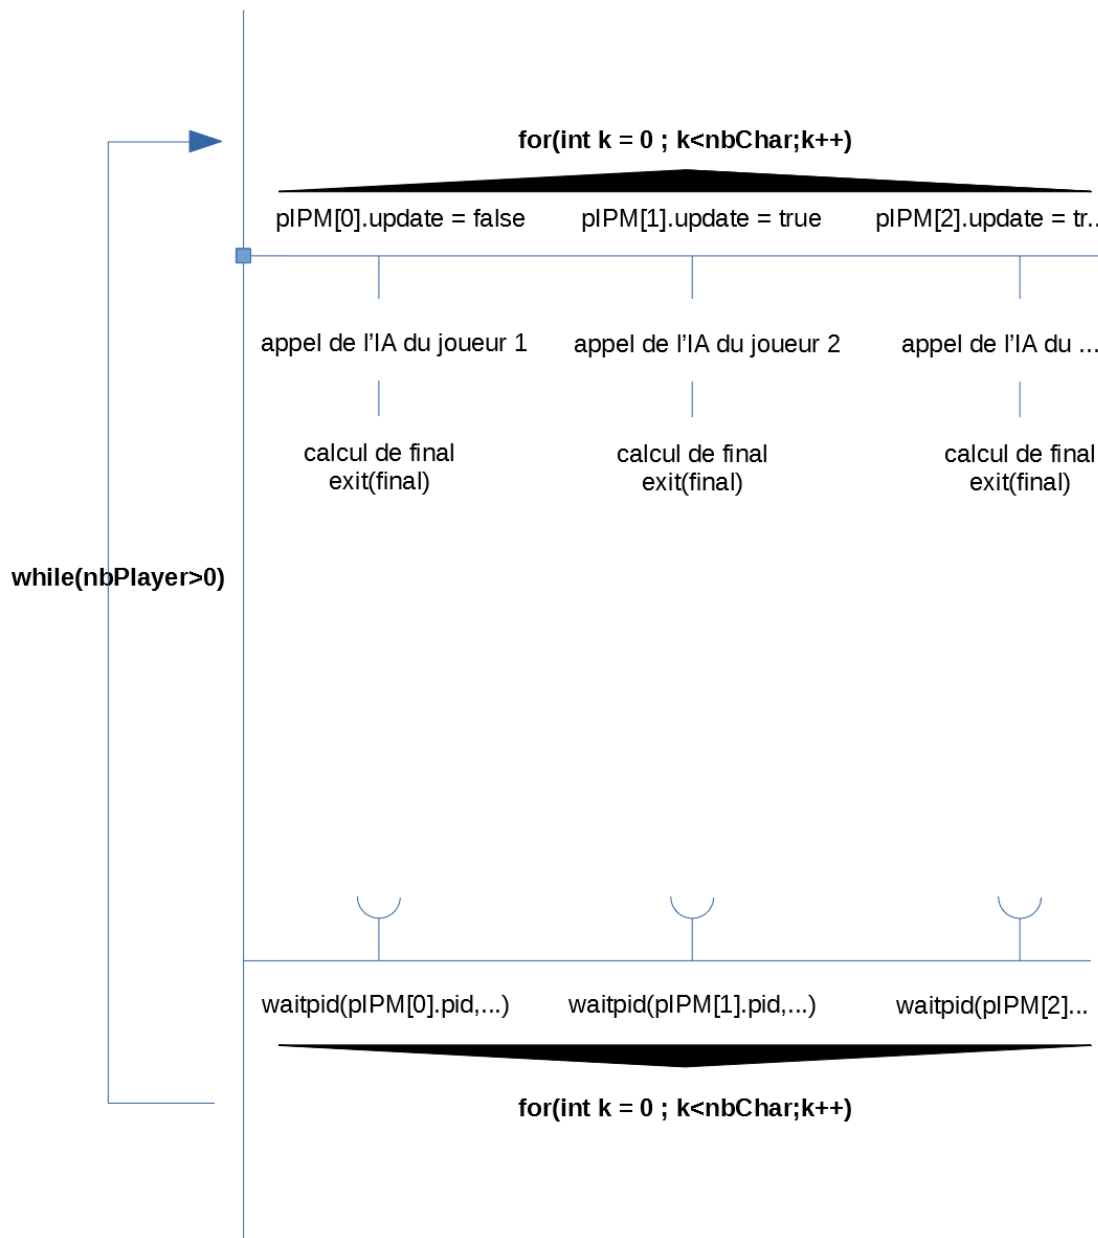 for(int k = 0 ; k<nbChar;k++)
pIPM[0].update = false pIPM[1].update = true pIPM[2].update = tr...
appel de l’IA du joueur 1 appel de l’IA du joueur 2 appel de l’IA du ...
calcul de final calcul de final calcul de final
exit(final) exit(final) exit(final)
while(nbPlayer>0)
waitpid(pIPM[0].pid,...) waitpid(pIPM[1].pid,...) waitpid(pIPM[2]...
for(int k = 0 ; k<nbChar;k++)